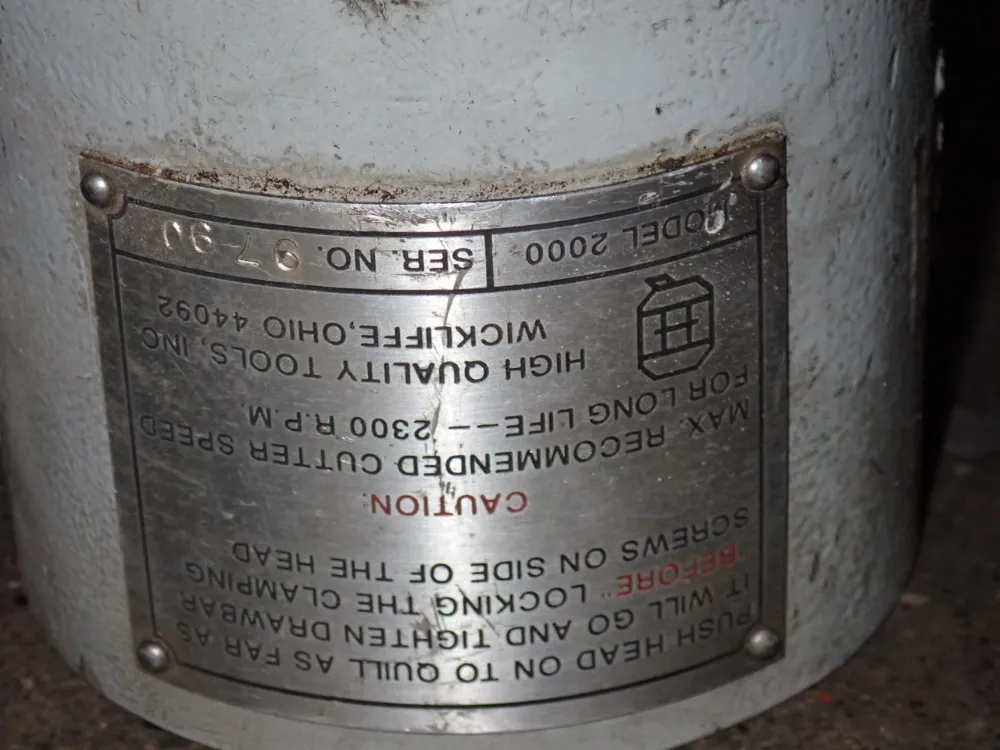 PUSH HEAD ON TO QUILL AS FAR AS
IT WILL GO AND TIGHTEN DRAWBAR
"BEFORE" LOCKING THE CLAMPING
SCREWS ON SIDE OF THE HEAD
CAUTION:
MAX. RECOMMENDED CUTTER SPEED
FOR LONG LIFE-- 2300 R.P.M.
HIGH QUALITY TOOLS, INC
WICKLIFFE, OHIO 44092
MODEL 2000 SER. NO.